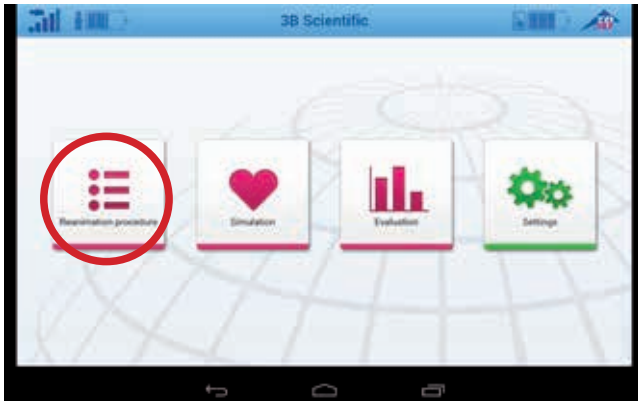 3B Scientific
Reanimation procedure
Simulation
Evaluation
Settings